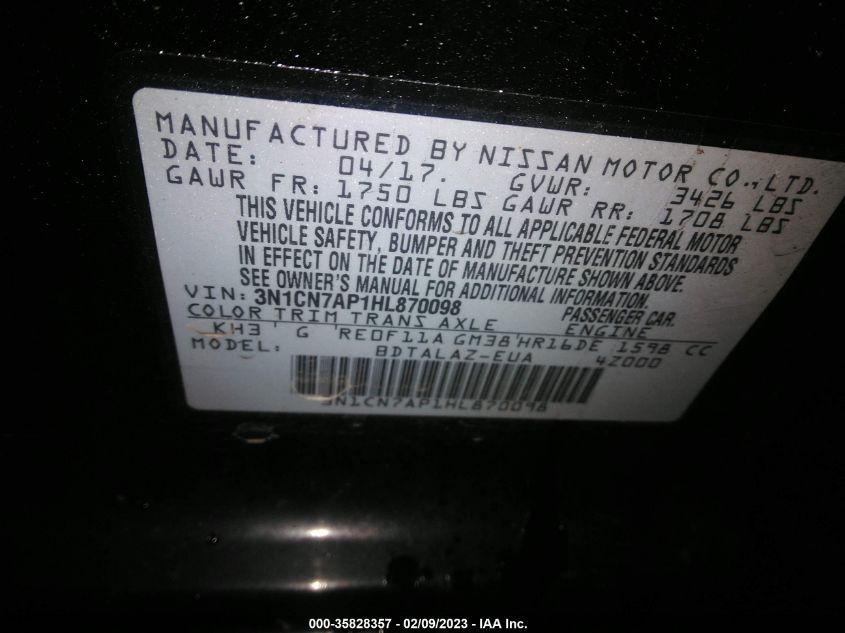 MANUFACTURED BY NISSAN MOTOR CO., LTD.
DATE: 04/17. GVWR: 3426 LBS
GAWR FR: 1750 LBS GAWR RR: 1708 LBS
THIS VEHICLE CONFORMS TO ALL APPLICABLE FEDERAL MOTOR
VEHICLE SAFETY, BUMPER AND THEFT PREVENTION STANDARDS
IN EFFECT ON THE DATE OF MANUFACTURE SHOWN ABOVE.
SEE OWNER'S MANUAL FOR ADDITIONAL INFORMATION.
VIN: 3N1CN7AP1HL870098 PASSENGER CAR.
COLOR TRIM TRANS AXLE ENGINE
KH3 ' G 'RE0F11A GM38'HR16DE 1598 CC
MODEL: BDTALAZ-EUA 42000
3N1CN7AP1HL870098
000-35828357 - 02/09/2023 - IAA Inc.